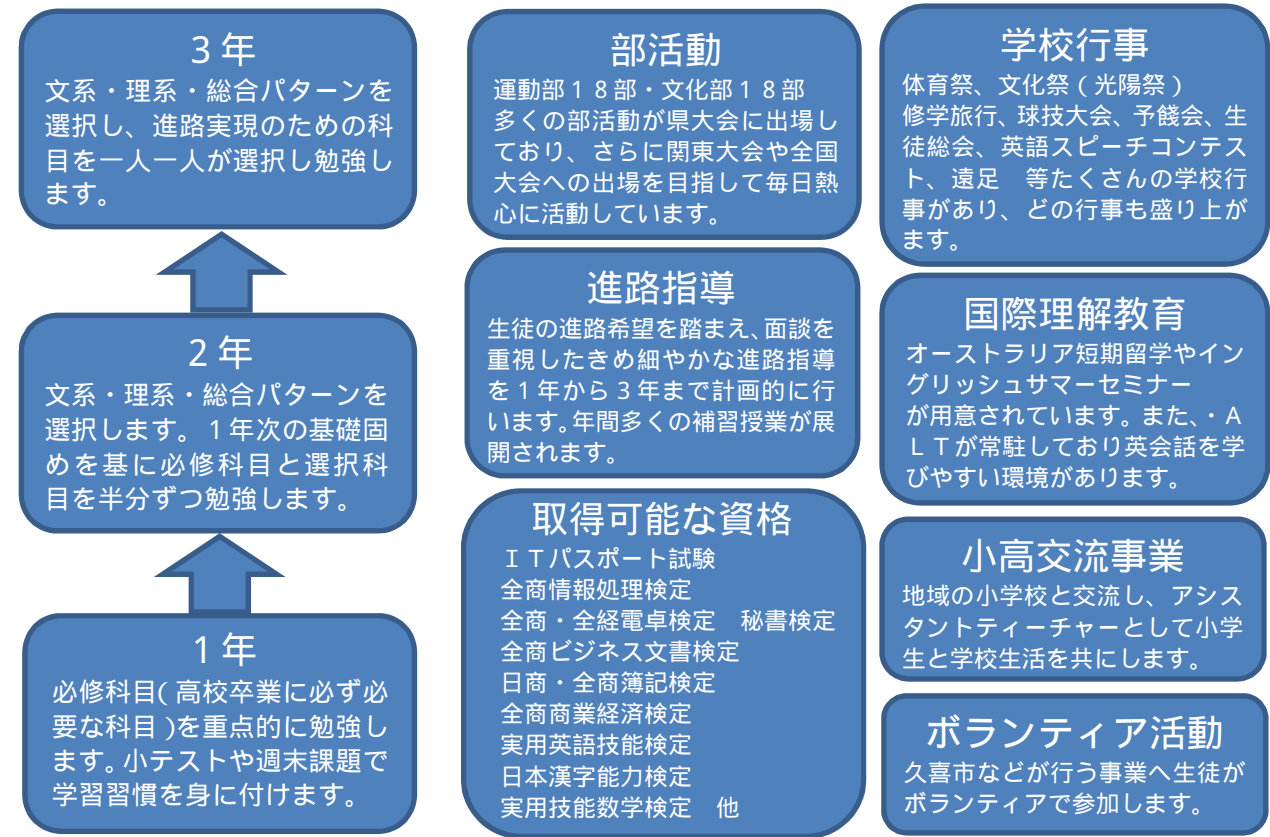 ３年
文系・理系・総合パターンを
選択し、進路実現のための科
目を一人一人が選択し勉強し
ます。
２年
文系・理系・総合パターンを
選択します。１年次の基礎固
めを基に必修科目と選択科
目を半分ずつ勉強します。
１年
必修科目(高校卒業に必ず必
要な科目)を重点的に勉強し
ます。小テストや週末課題で
学習習慣を身に付けます。
部活動
運動部１８部・文化部１８部
多くの部活動が県大会に出場し
ており、さらに関東大会や全国
大会への出場を目指して毎日熱
心に活動しています。
進路指導
生徒の進路希望を踏まえ、面談を
重視したきめ細やかな進路指導
を１年から３年まで計画的に行
います。年間多くの補習授業が展
開されます。
取得可能な資格
ＩＴパスポート試験
全商情報処理検定
全商・全経電卓検定　秘書検定
全商ビジネス文書検定
日商・全商簿記検定
全商商業経済検定
実用英語技能検定
日本漢字能力検定
実用技能数学検定　他
学校行事
体育祭、文化祭（光陽祭）
修学旅行、球技大会、予餞会、生
徒総会、英語スピーチコンテス
ト、遠足　等たくさんの学校行
事があり、どの行事も盛り上が
ます。
国際理解教育
オーストラリア短期留学やイン
グリッシュサマーセミナー
が用意されています。また、・Ａ
ＬＴが常駐しており英会話を学
びやすい環境があります。
小高交流事業
地域の小学校と交流し、アシス
タントティーチャーとして小学
生と学校生活を共にします。
ボランティア活動
久喜市などが行う事業へ生徒が
ボランティアで参加します。